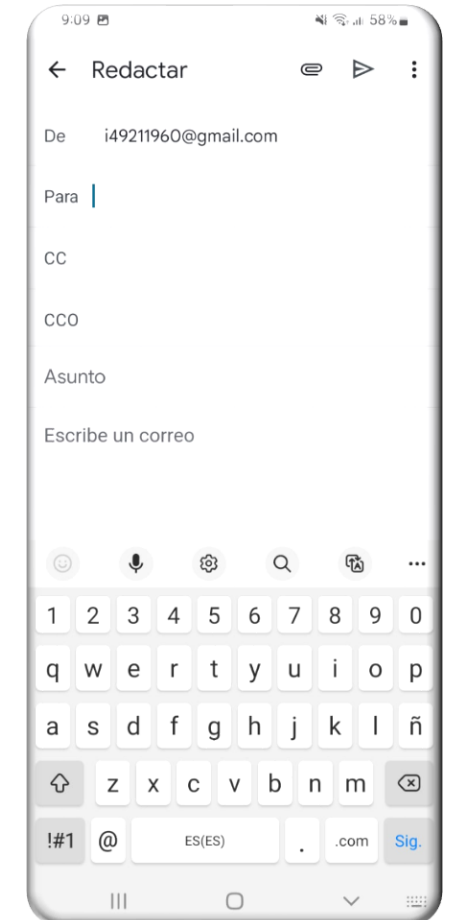 9:09 58%
Redactar
De i49211960@gmail.com
Para
CC
CCO
Asunto
Escribe un correo
1 2 3 4 5 6 7 8 9 0
q w e r t y u i o p
a s d f g h j k l ñ
z x c v b n m
!#1 @ ES(ES) . .com Sig.